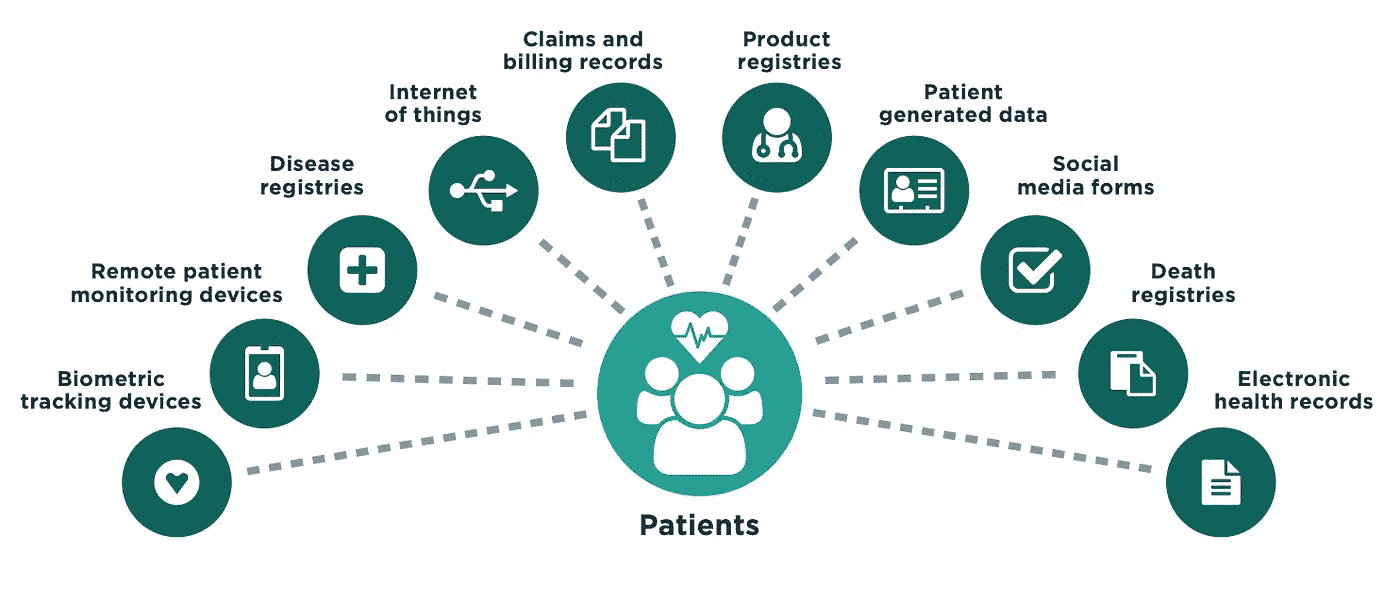 Claims and
billing records
Product
registries
Internet
of things
Patient
generated data
Disease
registries
Social
media forms
Remote patient
monitoring devices
Death
registries
Biometric
tracking devices
Electronic
health records
Patients